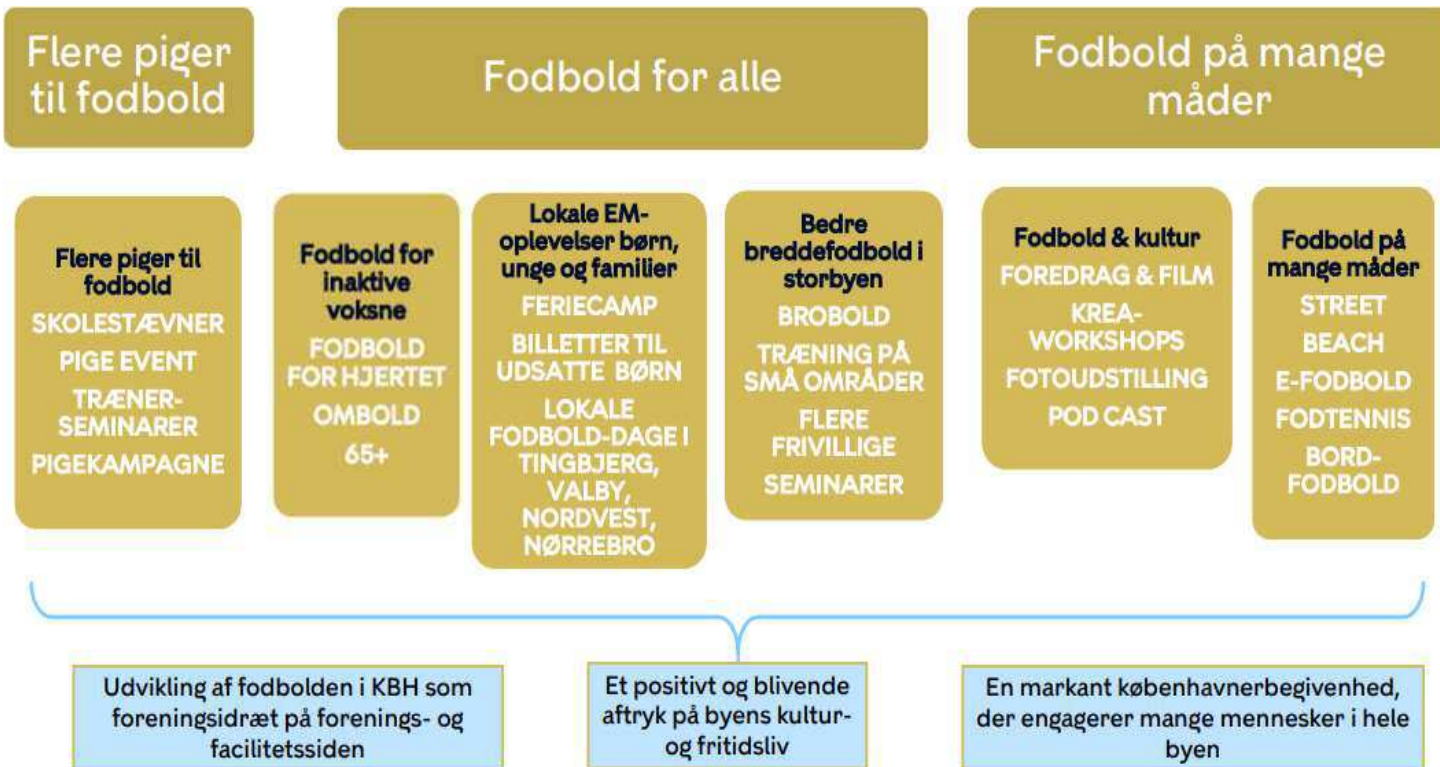 Flere piger
til fodbold
Fodbold for alle
Fodbold på mange
måder
Flere piger til
fodbold
SKOLESTÆVNER
PIGE EVENT
TRÆNER-
SEMINARER
PIGEKAMPAGNE
Fodbold for
inaktive
voksne
FODBOLD
FOR HJERTET
OMBOLD
65+
Lokale EM-
oplevelser børn,
unge og familier
FERIECAMP
BILLETTER TIL
UDSATTE BØRN
LOKALE
FODBOLD-DAGE I
TINGBJERG,
VALBY,
NORDVEST,
NØRREBRO
Bedre
breddefodbold i
storbyen
BROBOLD
TRÆNING PÅ
SMÅ OMRÅDER
FLERE
FRIVILLIGE
SEMINARER
Fodbold & kultur
FOREDRAG & FILM
KREA-
WORKSHOPS
FOTOUDSTILLING
POD CAST
Fodbold på
mange måder
STREET
BEACH
E-FODBOLD
FODTENNIS
BORD-
FODBOLD
Udvikling af fodbolden i KBH som
foreningsidræt på forenings- og
facilitetssiden
Et positivt og blivende
aftryk på byens kultur-
og fritidsliv
En markant københavnerbegivenhed,
der engagerer mange mennesker i hele
byen